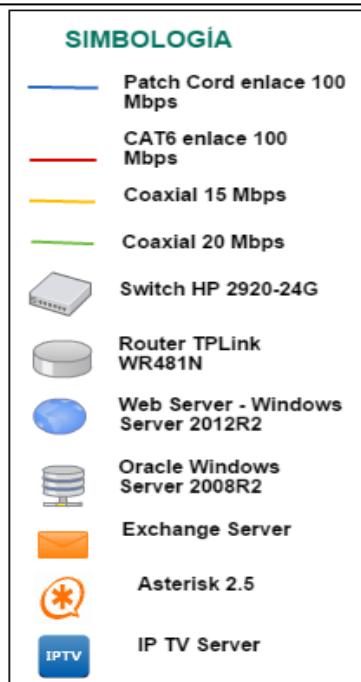 SIMBOLOGÍA
Patch Cord enlace 100
Mbps
CAT6 enlace 100
Mbps
Coaxial 15 Mbps
Coaxial 20 Mbps
Switch HP 2920-24G
Router TPLink
WR481N
Web Server - Windows
Server 2012R2
Oracle Windows
Server 2008R2
Exchange Server
Asterisk 2.5
IP TV Server
IPTV